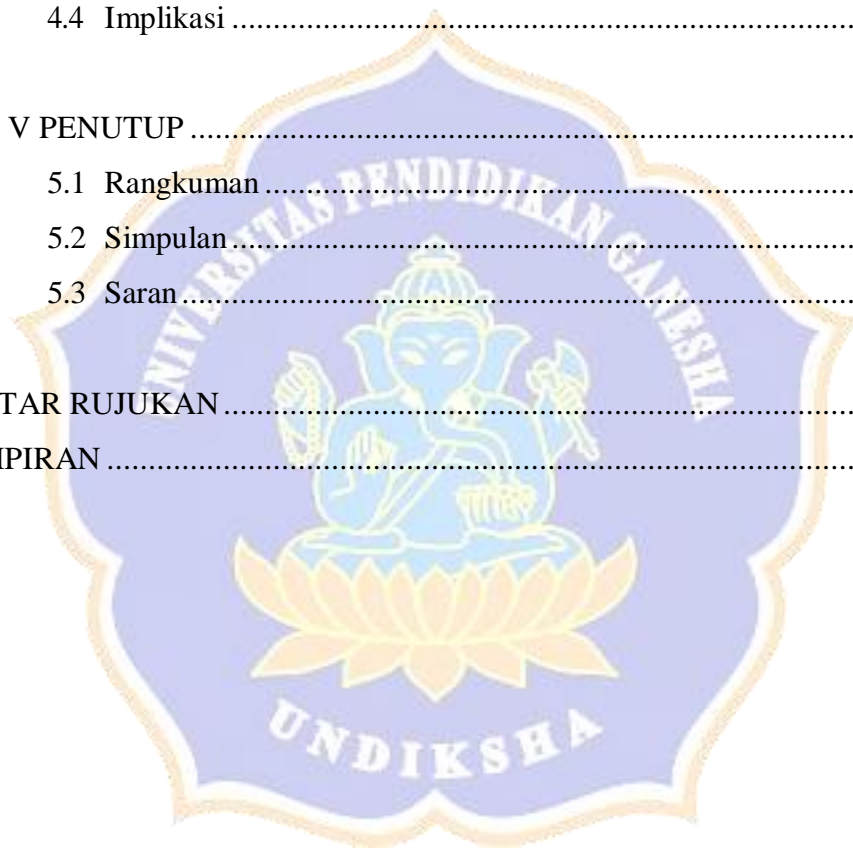 4.4 Implikasi ..........................................................................
V PENUTUP ..........................................................................
5.1 Rangkuman ..........................................................................
5.2 Simpulan ..........................................................................
5.3 Saran ..........................................................................
TAR RUJUKAN ..........................................................................
IPIRAN ..........................................................................
UNIVERSITAS PENDIDIKAN GANESHA
UNDIKSHA